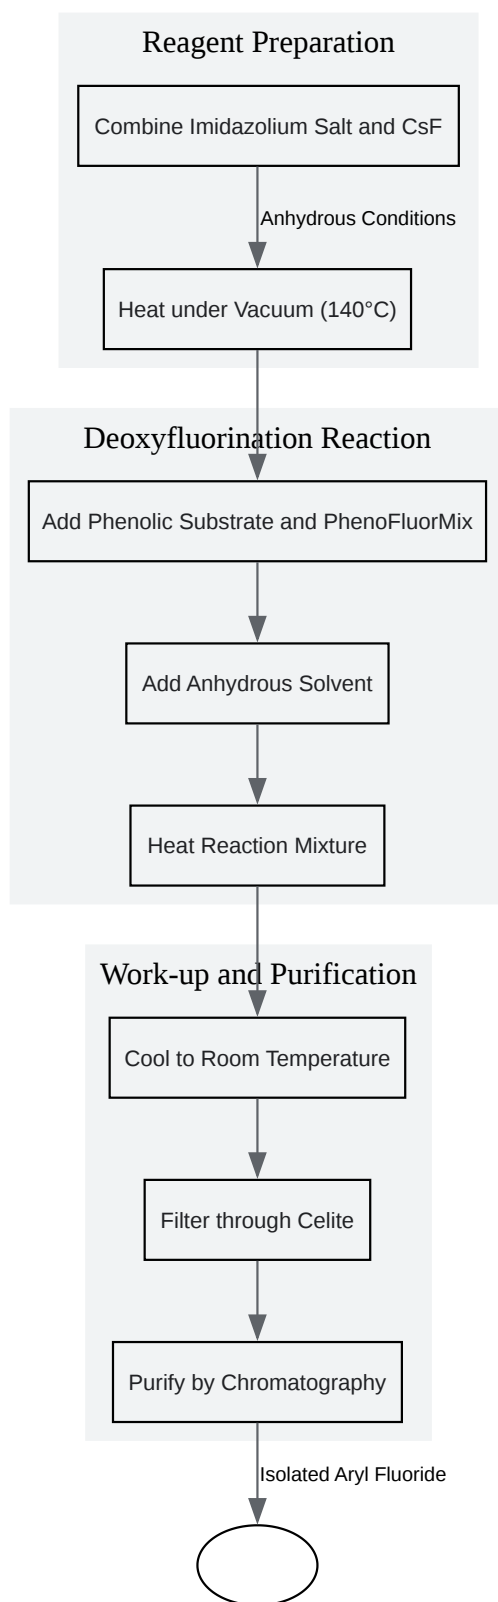 Reagent Preparation
Combine Imidazolium Salt and CsF
Anhydrous Conditions
Heat under Vacuum (140°C)
Deoxyfluorination Reaction
Add Phenolic Substrate and PhenoFluorMix
Add Anhydrous Solvent
Heat Reaction Mixture
Work-up and Purification
Cool to Room Temperature
Filter through Celite
Purify by Chromatography
Isolated Aryl Fluoride